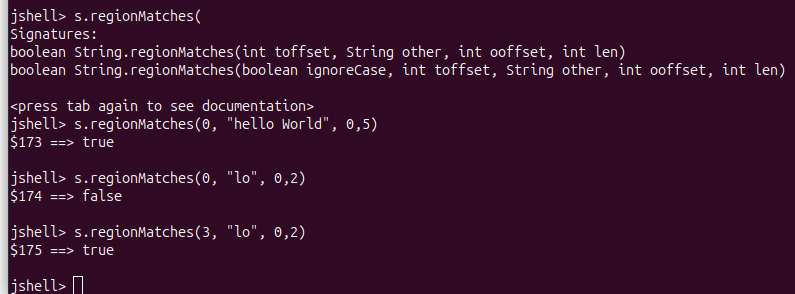 jshell> s.regionMatches(
Signatures:
boolean String.regionMatches(int toffset, String other, int ooffset, int len)
boolean String.regionMatches(boolean ignoreCase, int toffset, String other, int ooffset, int len)
<press tab again to see documentation>
jshell> s.regionMatches(0, "hello World", 0,5)
$173 ==> true
jshell> s.regionMatches(0, "lo", 0,2)
$174 ==> false
jshell> s.regionMatches(3, "lo", 0,2)
$175 ==> true
jshell>